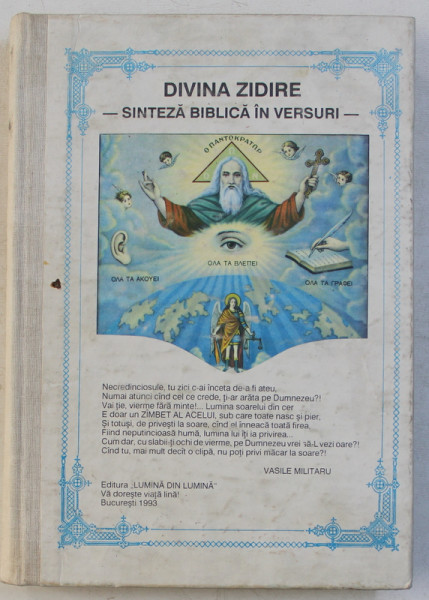 DIVINA ZIDIRE
— SINTEZĂ BIBLICĂ ÎN VERSURI —
Ο ΠΑΝΤΟΚΡΑΤΩΡ
ΟΛΑ ΤΑ ΒΛΕΠΕΙ
ΟΛΑ ΤΑ ΑΚΟΥΕΙ
ΟΛΑ ΤΑ ΓΡΑΦΕΙ
Necredinciosule, tu zici c-ai înceta de-a fi ateu,
Numai atunci cînd cel ce crede, ți-ar arăta pe Dumnezeu?!
Vai ție, vierme fără minte!... Lumina soarelui din cer
E doar un ZÎMBET AL ACELUI, sub care toate nasc și pier,
Și totuși, de privești la soare, cînd el înneacă toată firea,
Fiind neputincioasă humă, lumina lui îți ia privirea...
Cum dar, cu slabii-ți ochi de vierme, pe Dumnezeu vrei să-L vezi oare?!
Cînd tu, mai mult decît o clipă, nu poți privi măcar la soare?!
VASILE MILITARU
Editura „LUMINĂ DIN LUMINĂ"
Vă dorește viață lină!
București 1993